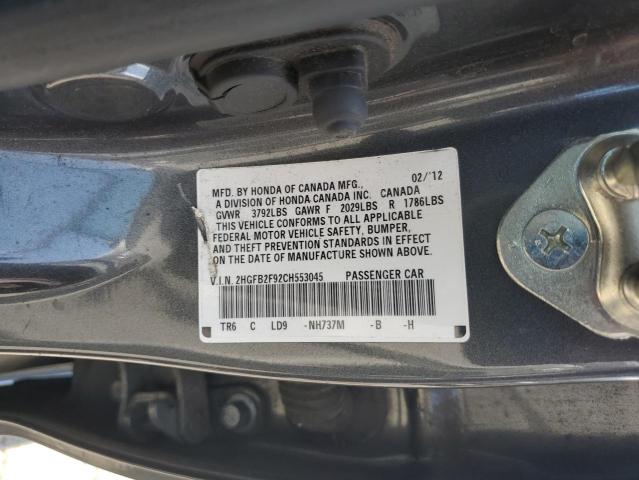 MFD. BY HONDA OF CANADA MFG., 02/'12
A DIVISION OF HONDA CANADA INC. CANADA
GVWR 3792LBS GAWR F 2029LBS R 1786LBS
THIS VEHICLE CONFORMS TO ALL APPLICABLE
FEDERAL MOTOR VEHICLE SAFETY, BUMPER,
AND THEFT PREVENTION STANDARDS IN EFFECT
ON THE DATE OF MANUFACTURE SHOWN ABOVE.
V.I.N. 2HGFB2F92CH553045 PASSENGER CAR
TR6 C LD9 -NH737M -B -H